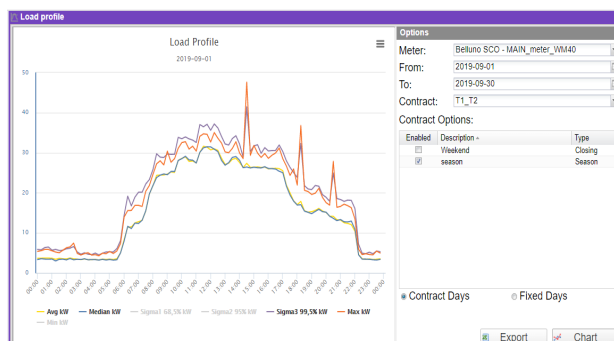 Load profile
Load Profile
2019-09-01
50
40
30
20
10
0
00:00 01:00 02:00 03:00 04:00 05:00 06:00 07:00 08:00 09:00 10:00 11:00 12:00 13:00 14:00 15:00 16:00 17:00 18:00 19:00 20:00 21:00 22:00 23:00 00:00
Avg kW Median kW Sigma1 68,5% kW Sigma2 95% kW Sigma3 99,5% kW Max kW
Min kW
Options
Meter: Belluno SCO - MAIN_meter_WM40
From: 2019-09-01
To: 2019-09-30
Contract: T1_T2
Contract Options:
Enabled Description Type
Weekend Closing
season Season
Contract Days Fixed Days
Export Chart